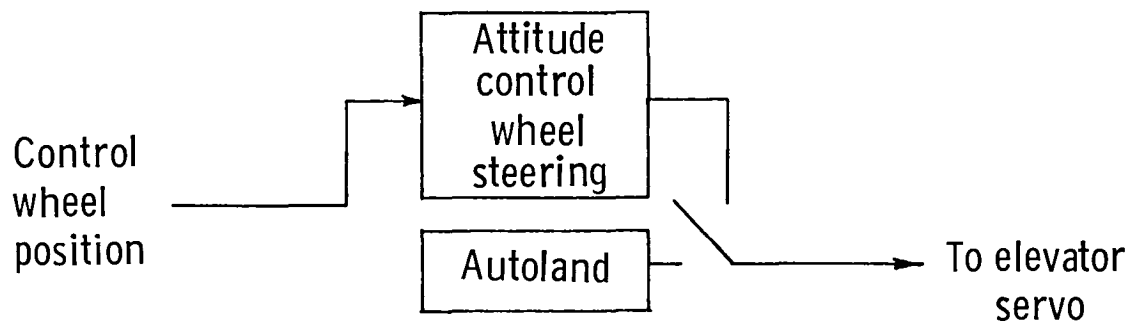 Attitude
control
wheel
steering
Control
wheel
position
Autoland
To elevator
servo